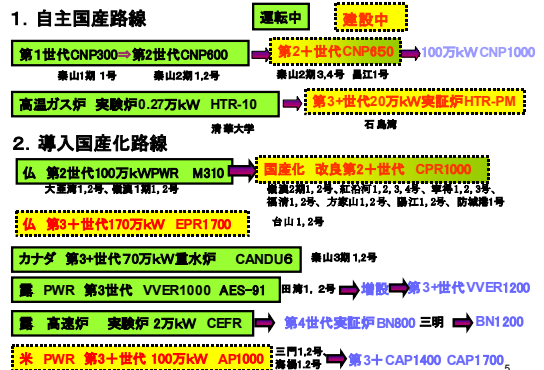 1．自主国産路線
運転中
建設中
第1世代CNP300⇒第2世代CNP600
第2＋世代CNP650
100万kW CNP1000
秦山1期 1号
秦山2期 1,2号
秦山2期 3,4号 昌江1号
高温ガス炉 実験炉0.27万kW HTR-10
第3+世代20万kW実証炉HTR-PM
清華大学
石島湾
2．導入国産化路線
仏 第2世代100万kWPWR M310
国産化 改良第2十世代 CPR1000
大亜湾1,2号、嶺澳1期1,2号
嶺澳2期1,2号、紅沿河1,2,3,4号、寧徳1,2,3号、
福清1,2号、方家山1,2号、陽江1,2号、防城港1号
仏 第3＋世代170万kW EPR1700
台山1,2号
カナダ 第3+世代70万kW重水炉 CANDU6
秦山3期 1,2号
露 PWR 第3世代 VVER1000 AES-91
田湾1，2号
増設
第3+世代VVER1200
露 高速炉 実験炉 2万kW CEFR
第4世代実証炉BN800 三明
BN1200
米 PWR 第3＋世代 100万kW AP1000
三門1,2号、
海陽1.2号
第3＋CAP1400 CAP1700
5